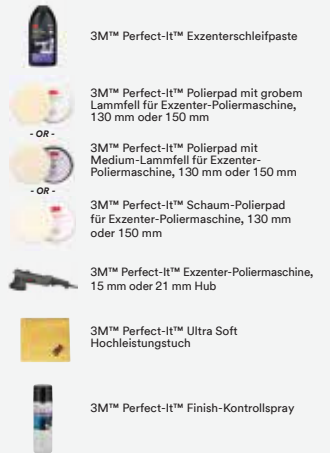 3M™ Perfect-It™ Exzenterschleifpaste
3M™ Perfect-It™ Polierpad mit grobem
Lammfell für Exzenter-Poliermaschine,
130 mm oder 150 mm
- OR -
3M™ Perfect-It™ Polierpad mit
Medium-Lammfell für Exzenter-
Poliermaschine, 130 mm oder 150 mm
- OR -
3M™ Perfect-It™ Schaum-Polierpad
für Exzenter-Poliermaschine, 130 mm
oder 150 mm
3M™ Perfect-It™ Exzenter-Poliermaschine,
15 mm oder 21 mm Hub
3M™ Perfect-It™ Ultra Soft
Hochleistungstuch
3M™ Perfect-It™ Finish-Kontrollspray